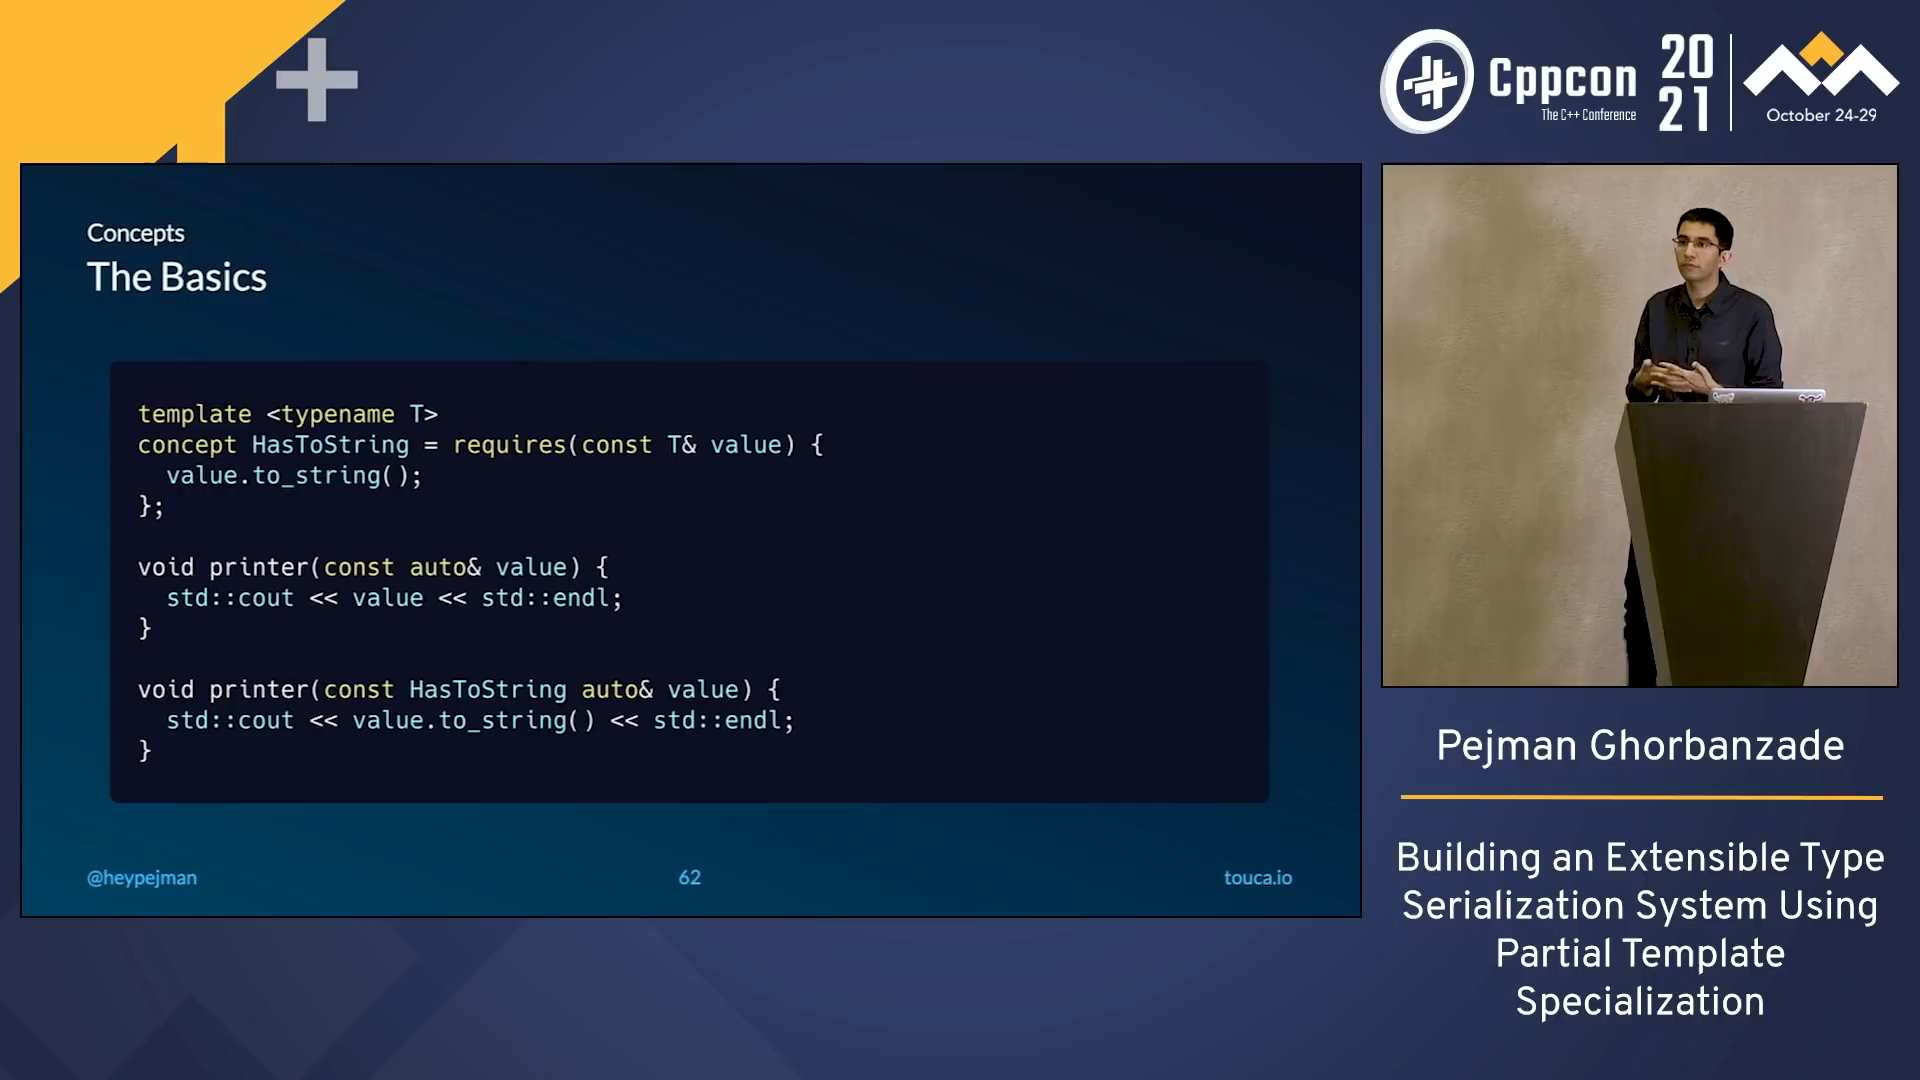 Cppcon
The C++ Conference
20
21
October 24-29
Concepts
The Basics
template <typename T>
concept HasToString = requires(const T& value) {
  value.to_string();
};
void printer(const auto& value) {
  std::cout << value << std::endl;
}
void printer(const HasToString auto& value) {
  std::cout << value.to_string() << std::endl;
}
@heypejman
62
touca.io
Pejman Ghorbanzade
Building an Extensible Type
Serialization System Using
Partial Template
Specialization